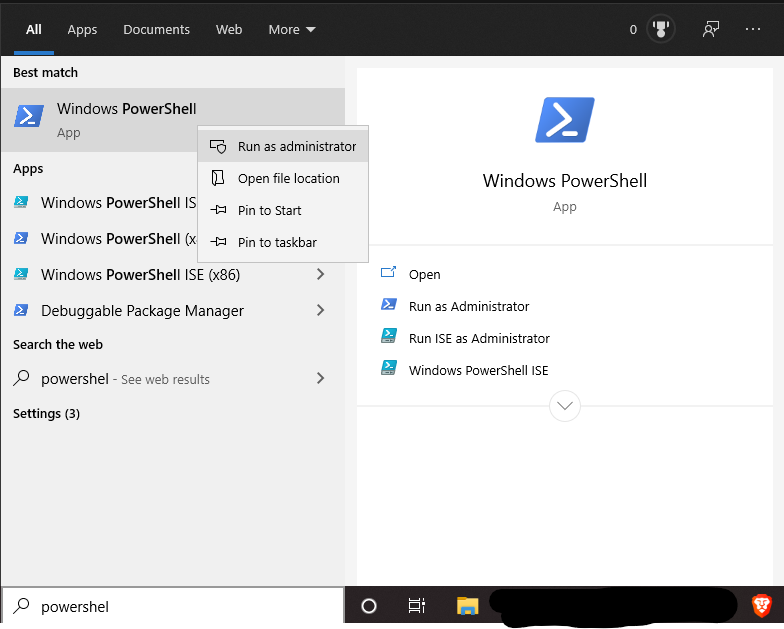 All Apps Documents Web More 0
Best match
Windows PowerShell
App
Run as administrator
Open file location
Pin to Start
Pin to taskbar
Apps
Windows PowerShell IS
Windows PowerShell (x
Windows PowerShell ISE (x86)
Debuggable Package Manager
Search the web
powershel - See web results
Settings (3)
Windows PowerShell
App
Open
Run as Administrator
Run ISE as Administrator
Windows PowerShell ISE
powershel